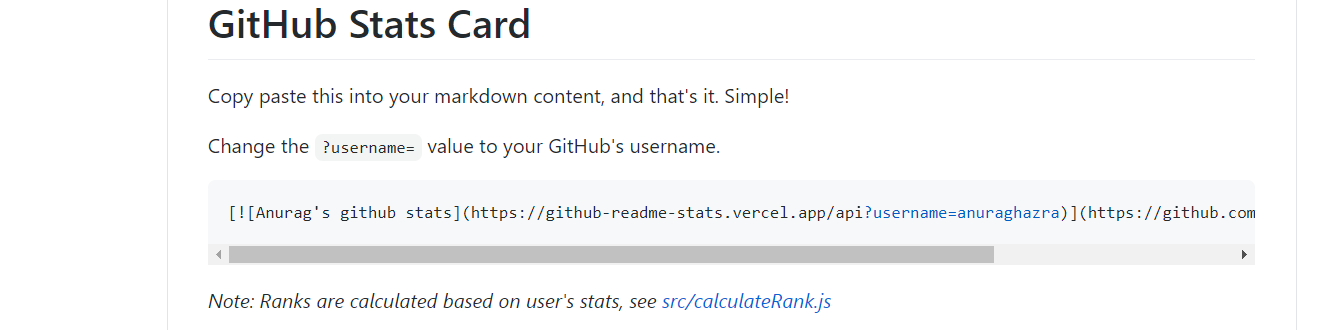 GitHub Stats Card
Copy paste this into your markdown content, and that's it. Simple!
Change the ?username= value to your GitHub's username.
[![Anurag's github stats](https://github-readme-stats.vercel.app/api?username=anuraghazra)](https://github.com
Note: Ranks are calculated based on user's stats, see src/calculateRank.js